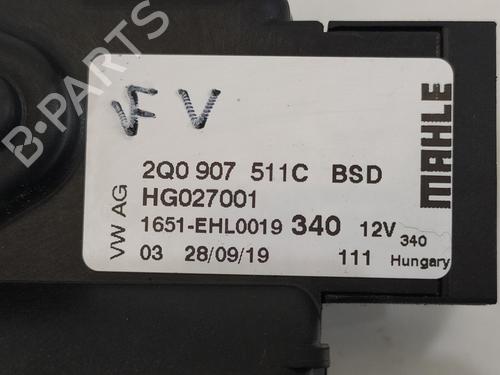 B-PARTS
VF V
2Q0 907 511C BSD
HG027001
1651-EHL0019 340 12V 340
03 28/09/19 111 Hungary
VW AG
MAHLE